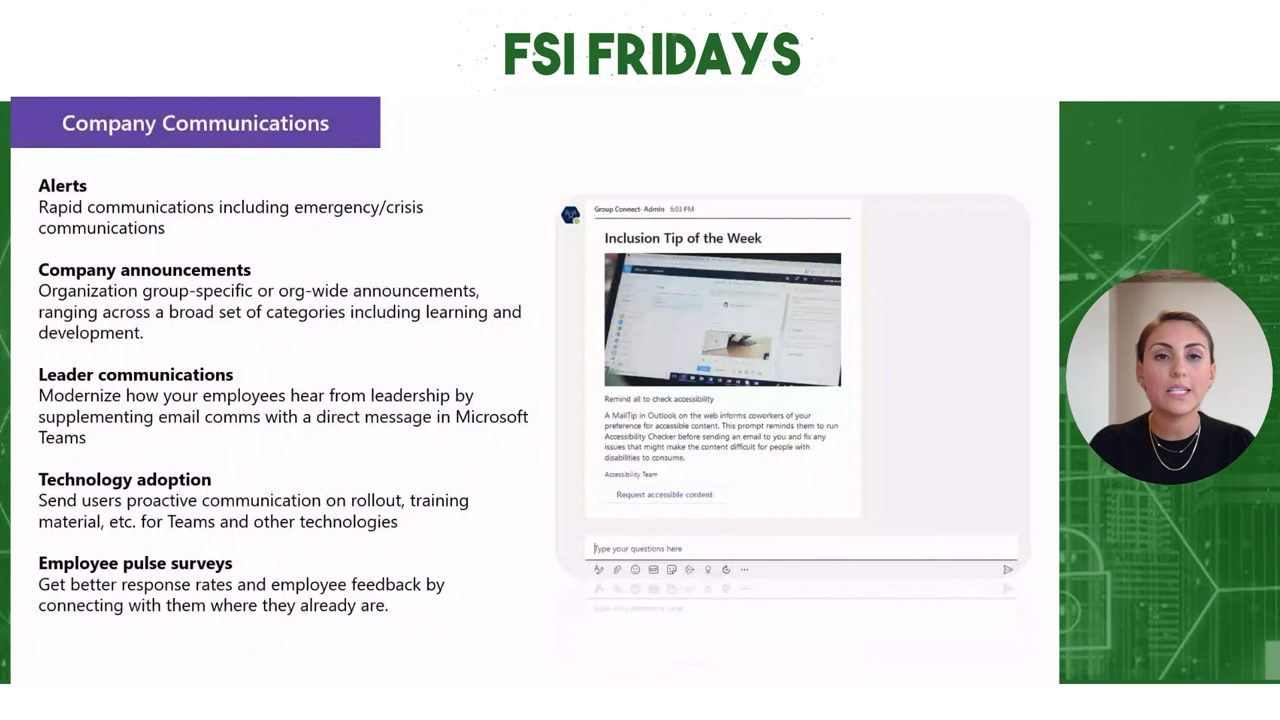 FSI FRIDAYS
Company Communications
Alerts
Rapid communications including emergency/crisis
communications
Company announcements
Organization group-specific or org-wide announcements,
ranging across a broad set of categories including learning and
development.
Leader communications
Modernize how your employees hear from leadership by
supplementing email comms with a direct message in Microsoft
Teams
Technology adoption
Send users proactive communication on rollout, training
material, etc. for Teams and other technologies
Employee pulse surveys
Get better response rates and employee feedback by
connecting with them where they already are.
Group Connect- Admin 6:03 PM
Inclusion Tip of the Week
Remind all to check accessibility
A MailTip in Outlook on the web informs coworkers of your
preference for accessible content. This prompt reminds them to run
Accessibility Checker before sending an email to you and fix any
issues that might make the content difficult for people with
disabilities to consume.
Accessibility Team
Request accessible content
Type your questions here